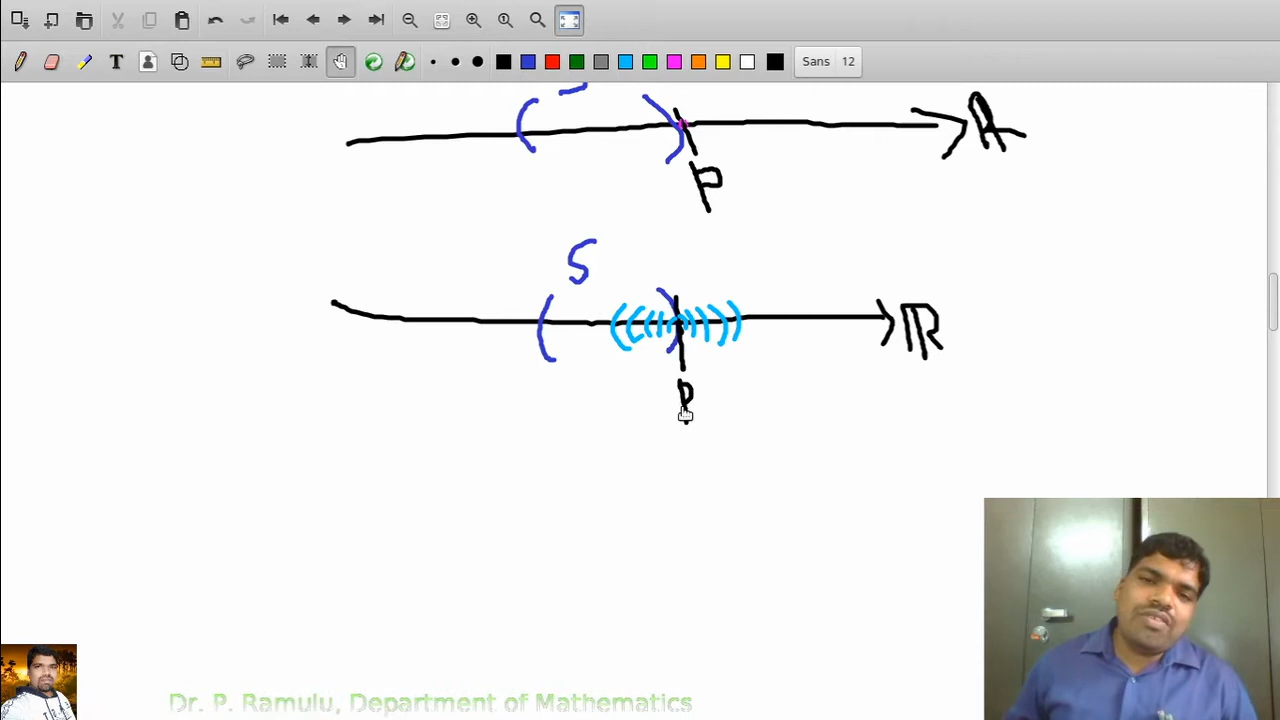 Sans 12
R
P
S
R
P
Dr. P. Ramulu, Department of Mathematics